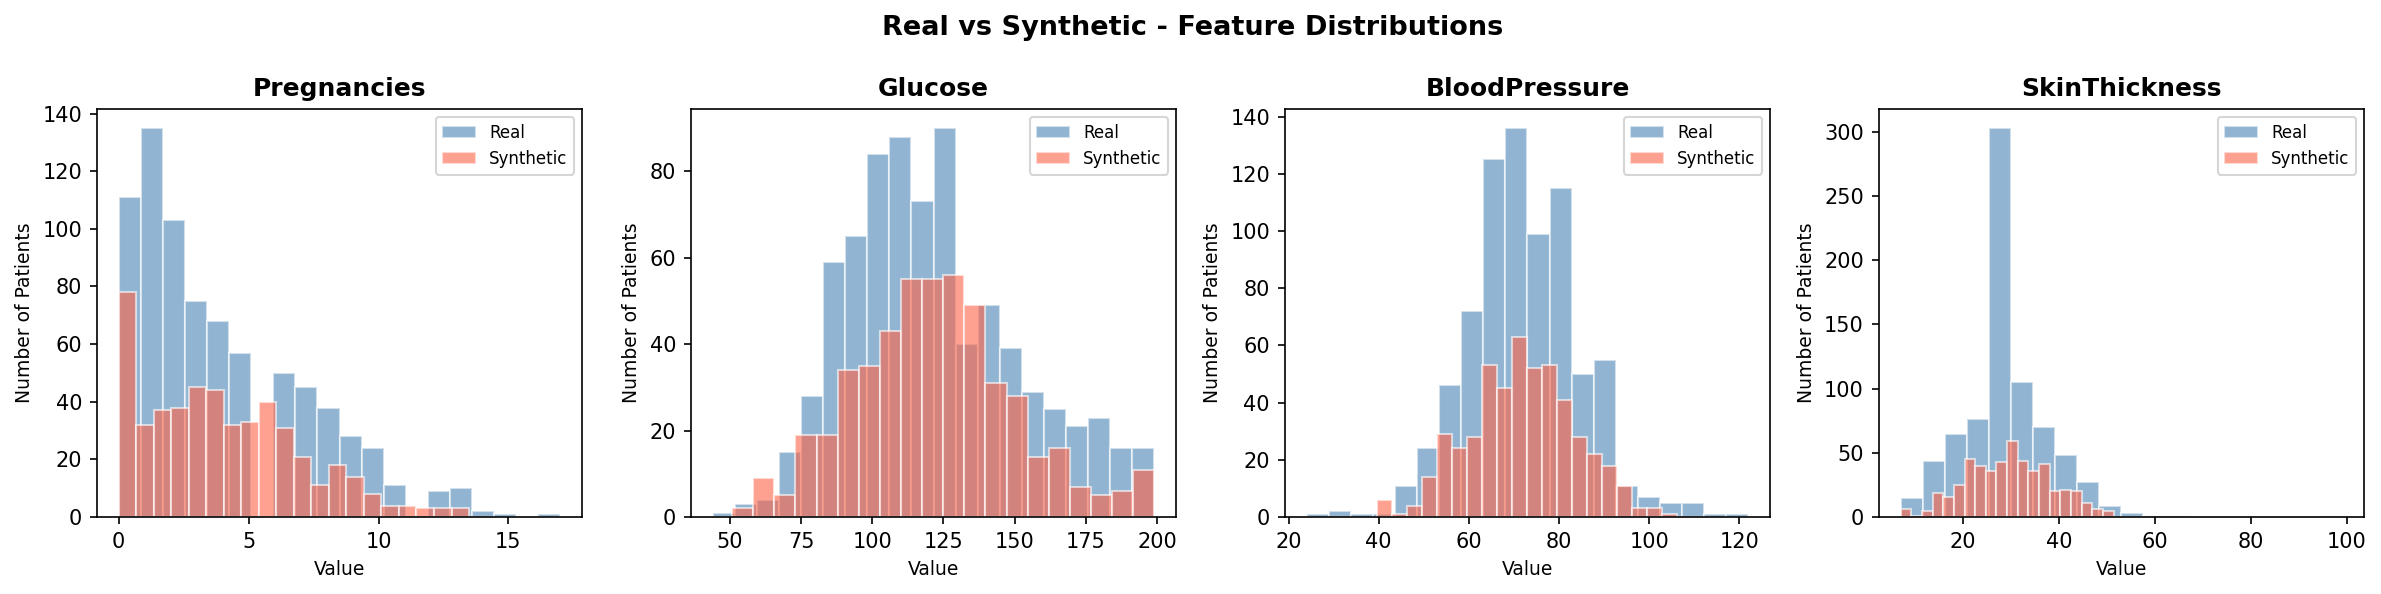 Real vs Synthetic - Feature Distributions
Pregnancies
Number of Patients
140
120
100
80
60
40
20
0
Real
Synthetic
0 5 10 15
Value
Glucose
Number of Patients
80
60
40
20
0
Real
Synthetic
50 75 100 125 150 175 200
Value
BloodPressure
Number of Patients
140
120
100
80
60
40
20
0
Real
Synthetic
20 40 60 80 100 120
Value
SkinThickness
Number of Patients
300
250
200
150
100
50
0
Real
Synthetic
20 40 60 80 100
Value